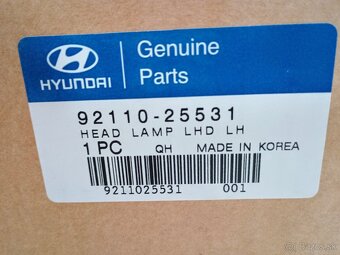 Genuine
Parts
HYUNDAI
92110-25531
HEAD LAMP LHD LH
1 PC QH MADE IN KOREA
9211025531 001